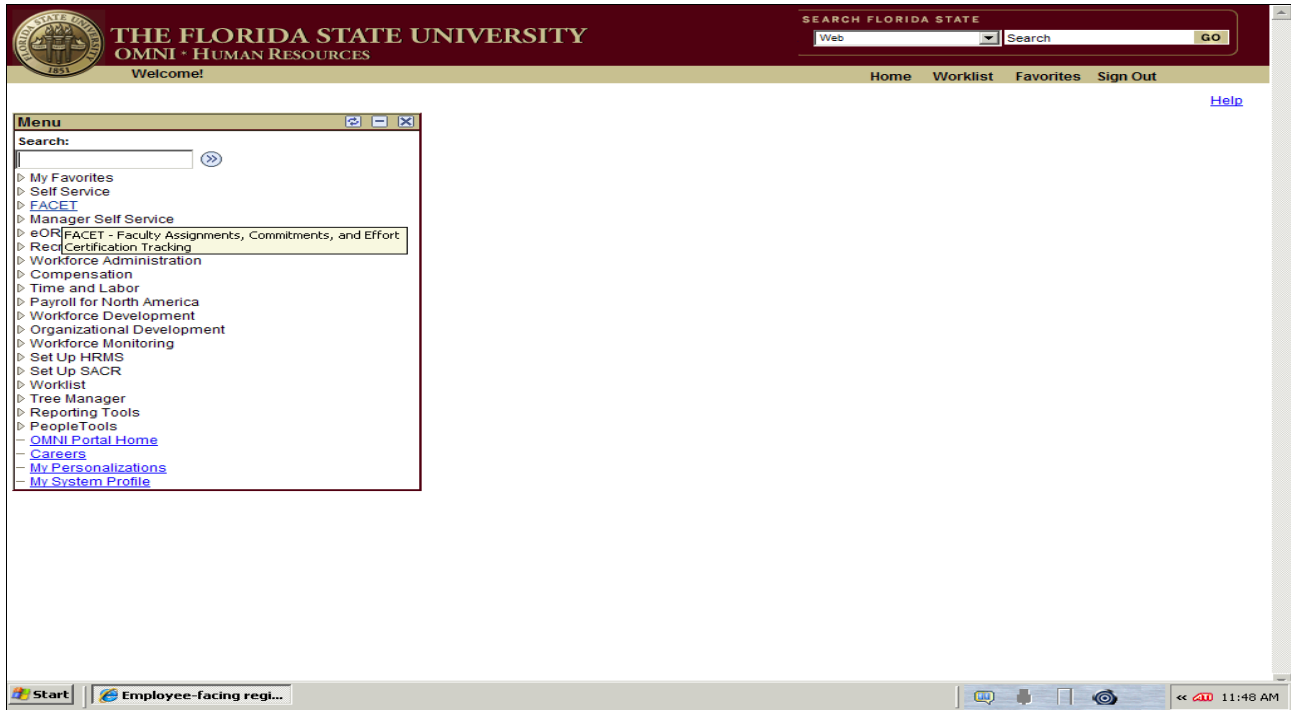 SEARCH FLORIDA STATE
THE FLORIDA STATE UNIVERSITY
OMNI • HUMAN RESOURCES
Web
Search
GO
1851
Welcome!
Home Worklist Favorites Sign Out
Help
Menu
Search:
My Favorites
Self Service
FACET
Manager Self Service
eOR
FACET - Faculty Assignments, Commitments, and Effort
Certification Tracking
Recr
Workforce Administration
Compensation
Time and Labor
Payroll for North America
Workforce Development
Organizational Development
Workforce Monitoring
Set Up HRMS
Set Up SACR
Worklist
Tree Manager
Reporting Tools
PeopleTools
OMNI Portal Home
Careers
My Personalizations
My System Profile
Start
Employee-facing regi...
11:48 AM